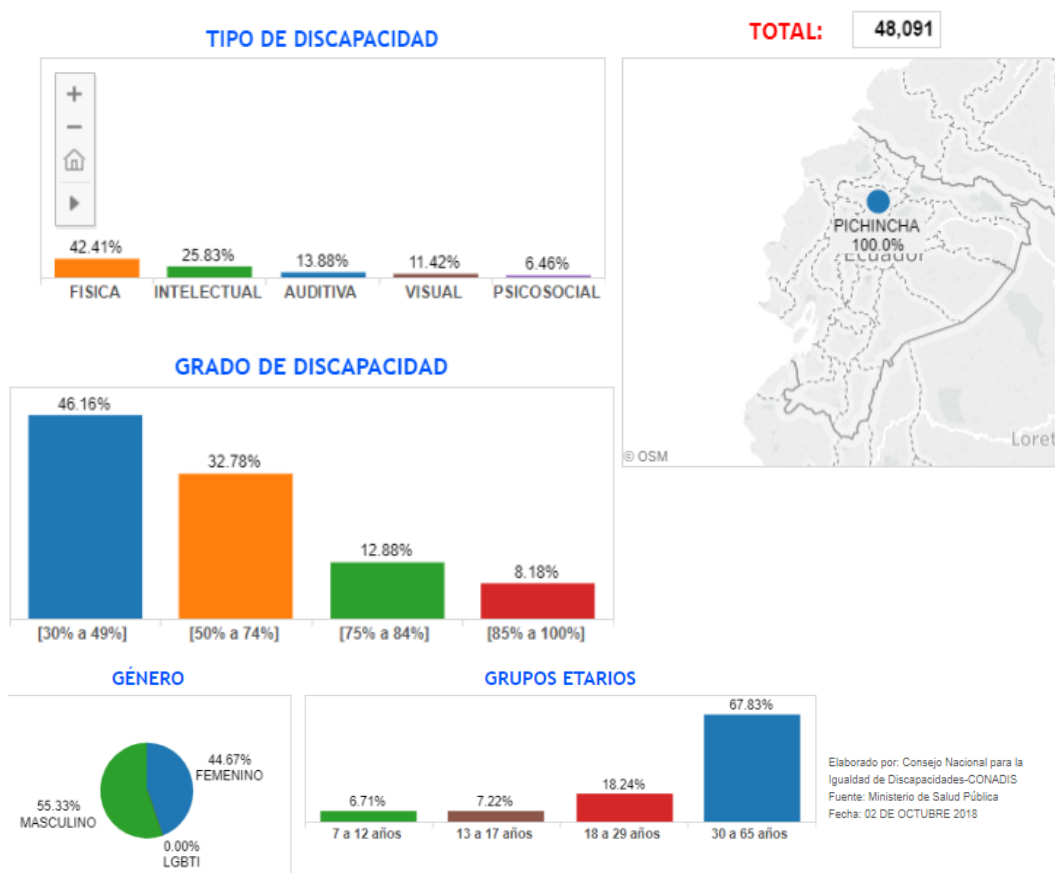 TIPO DE DISCAPACIDAD
TOTAL: 48,091
42.41% 25.83% 13.88% 11.42% 6.46%
FISICA INTELECTUAL AUDITIVA VISUAL PSICOSOCIAL
PICHINCHA
100.0%
Ecuador
Loret
© OSM
GRADO DE DISCAPACIDAD
46.16% 32.78% 12.88% 8.18%
[30% a 49%] [50% a 74%] [75% a 84%] [85% a 100%]
GÉNERO
44.67%
FEMENINO
55.33%
MASCULINO
0.00%
LGBTI
GRUPOS ETARIOS
6.71% 7.22% 18.24% 67.83%
7 a 12 años 13 a 17 años 18 a 29 años 30 a 65 años
Elaborado por: Consejo Nacional para la
Igualdad de Discapacidades-CONADIS
Fuente: Ministerio de Salud Pública
Fecha: 02 DE OCTUBRE 2018